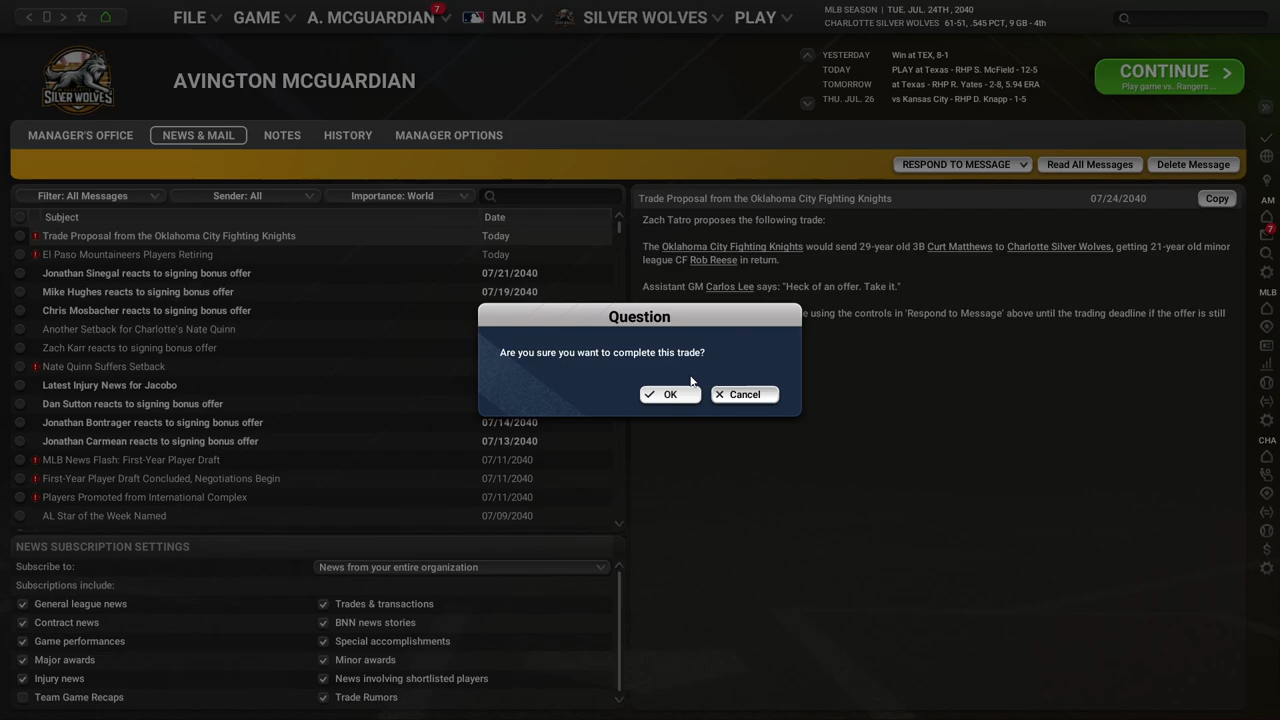 FILE GAME A. MCGUARDIAN 7 MLB SILVER WOLVES PLAY
MLB SEASON | TUE. JUL. 24TH, 2040
CHARLOTTE SILVER WOLVES 61-51, .545 PCT, 9 GB - 4th
SILVER WOLVES
AVINGTON MCGUARDIAN
YESTERDAY Win at TEX, 8-1
TODAY PLAY at Texas - RHP S. McField - 12-5
TOMORROW at Texas - RHP R. Yates - 2-8, 5.94 ERA
THU. JUL. 26 vs Kansas City - RHP D. Knapp - 1-5
CONTINUE
Play game vs. Rangers...
MANAGER'S OFFICE NEWS & MAIL NOTES HISTORY MANAGER OPTIONS
RESPOND TO MESSAGE Read All Messages Delete Message
Filter: All Messages Sender: All Importance: World
Subject Date
Trade Proposal from the Oklahoma City Fighting Knights Today
El Paso Mountaineers Players Retiring Today
Jonathan Sinegal reacts to signing bonus offer 07/21/2040
Mike Hughes reacts to signing bonus offer 07/19/2040
Chris Mosbacher reacts to signing bonus offer
Another Setback for Charlotte's Nate Quinn
Zach Karr reacts to signing bonus offer
Nate Quinn Suffers Setback
Latest Injury News for Jacobo
Dan Sutton reacts to signing bonus offer
Jonathan Bontrager reacts to signing bonus offer 07/14/2040
Jonathan Carmean reacts to signing bonus offer 07/13/2040
MLB News Flash: First-Year Player Draft 07/11/2040
First-Year Player Draft Concluded, Negotiations Begin 07/11/2040
Players Promoted from International Complex 07/11/2040
AL Star of the Week Named 07/09/2040
Trade Proposal from the Oklahoma City Fighting Knights 07/24/2040 Copy
Zach Tatro proposes the following trade:
The Oklahoma City Fighting Knights would send 29-year old 3B Curt Matthews to Charlotte Silver Wolves, getting 21-year old minor
league CF Rob Reese in return.
Assistant GM Carlos Lee says: "Heck of an offer. Take it."
e using the controls in 'Respond to Message' above until the trading deadline if the offer is still
Question
Are you sure you want to complete this trade?
OK Cancel
NEWS SUBSCRIPTION SETTINGS
Subscribe to: News from your entire organization
Subscriptions include:
General league news Trades & transactions
Contract news BNN news stories
Game performances Special accomplishments
Major awards Minor awards
Injury news News involving shortlisted players
Team Game Recaps Trade Rumors
AM
7
MLB
CHA